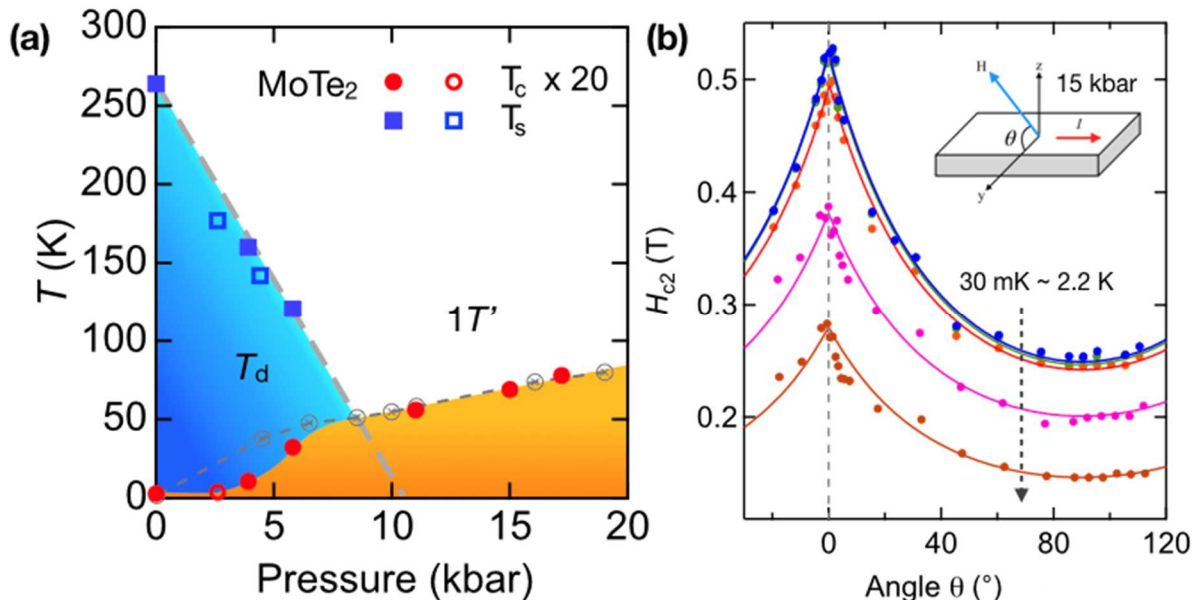 (a)
300
250
200
150
100
50
0
T (K)
MoTe2 Tc x 20
Ts
1T’
Td
0 5 10 15 20
Pressure (kbar)
(b)
0.5
0.4
0.3
0.2
Hc2 (T)
H
z
15 kbar
θ
I
y
30 mK ~ 2.2 K
0 40 80 120
Angle θ (°)